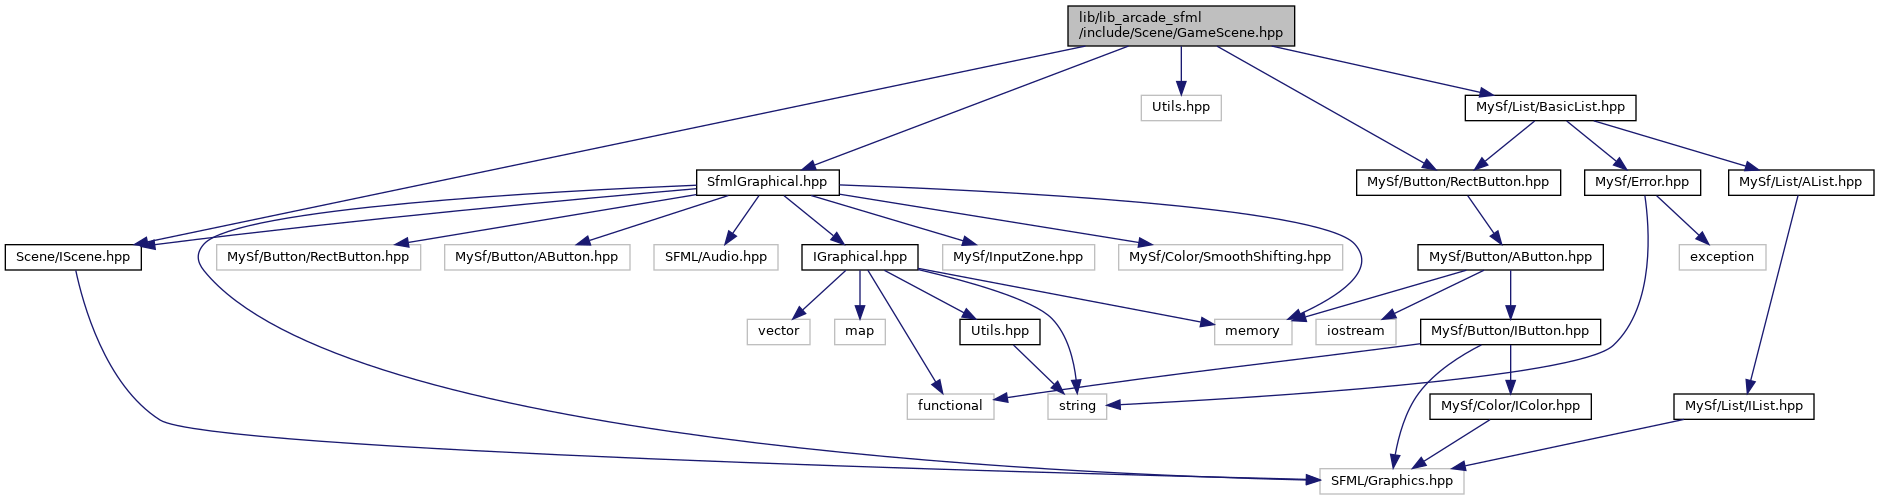 lib/lib_arcade_sfml
/include/Scene/GameScene.hpp
Utils.hpp
MySf/List/BasicList.hpp
SfmlGraphical.hpp
MySf/Button/RectButton.hpp
MySf/Error.hpp
MySf/List/AList.hpp
Scene/IScene.hpp
MySf/Button/RectButton.hpp
MySf/Button/AButton.hpp
SFML/Audio.hpp
IGraphical.hpp
MySf/InputZone.hpp
MySf/Color/SmoothShifting.hpp
MySf/Button/AButton.hpp
exception
vector
map
Utils.hpp
memory
iostream
MySf/Button/IButton.hpp
functional
string
MySf/Color/IColor.hpp
MySf/List/IList.hpp
SFML/Graphics.hpp